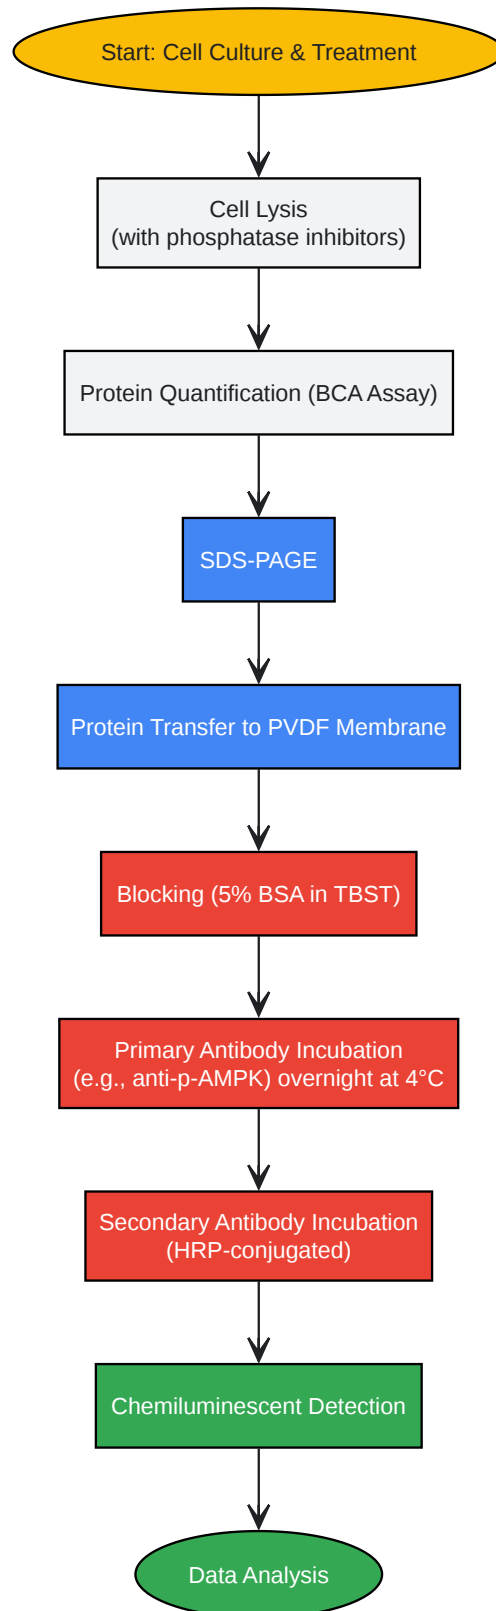 Start: Cell Culture & Treatment
Cell Lysis
(with phosphatase inhibitors)
Protein Quantification (BCA Assay)
SDS-PAGE
Protein Transfer to PVDF Membrane
Blocking (5% BSA in TBST)
Primary Antibody Incubation
(e.g., anti-p-AMPK) overnight at 4°C
Secondary Antibody Incubation
(HRP-conjugated)
Chemiluminescent Detection
Data Analysis